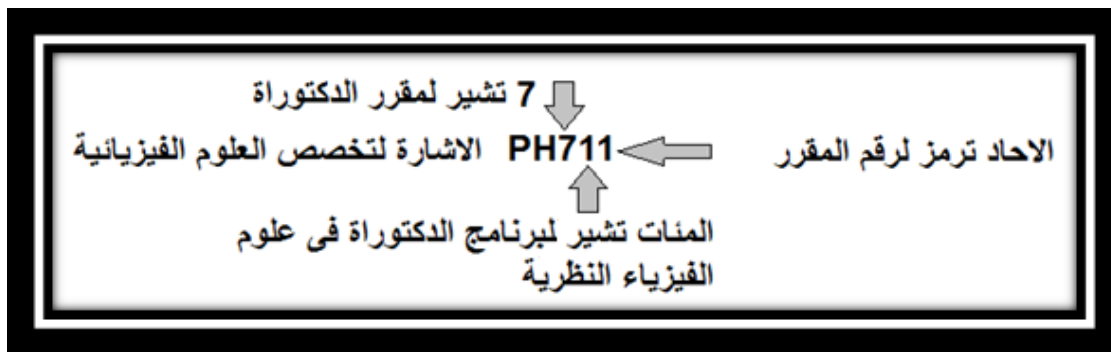 7 تشير لمقرر الدكتوراة
الاحاد ترمز لرقم المقرر PH711 الاشارة لتخصص العلوم الفيزيائية
المئات تشير لبرنامج الدكتوراة فى علوم
الفيزياء النظرية